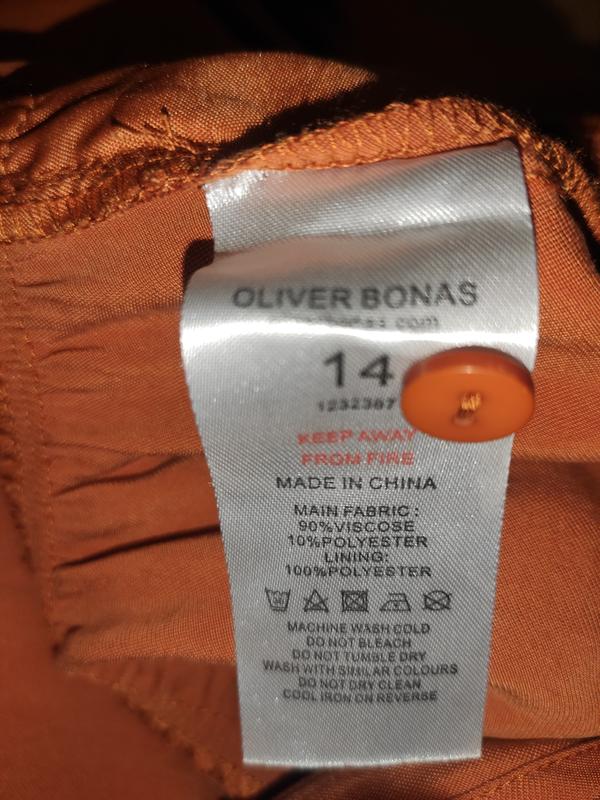 OLIVER BONAS
14
1232387
KEEP AWAY
FROM FIRE
MADE IN CHINA
MAIN FABRIC :
90%VISCOSE
10%POLYESTER
LINING:
100%POLYESTER
MACHINE WASH COLD
DO NOT BLEACH
DO NOT TUMBLE DRY
WASH WITH SIMILAR COLOURS
DO NOT DRY CLEAN
COOL IRON ON REVERSE